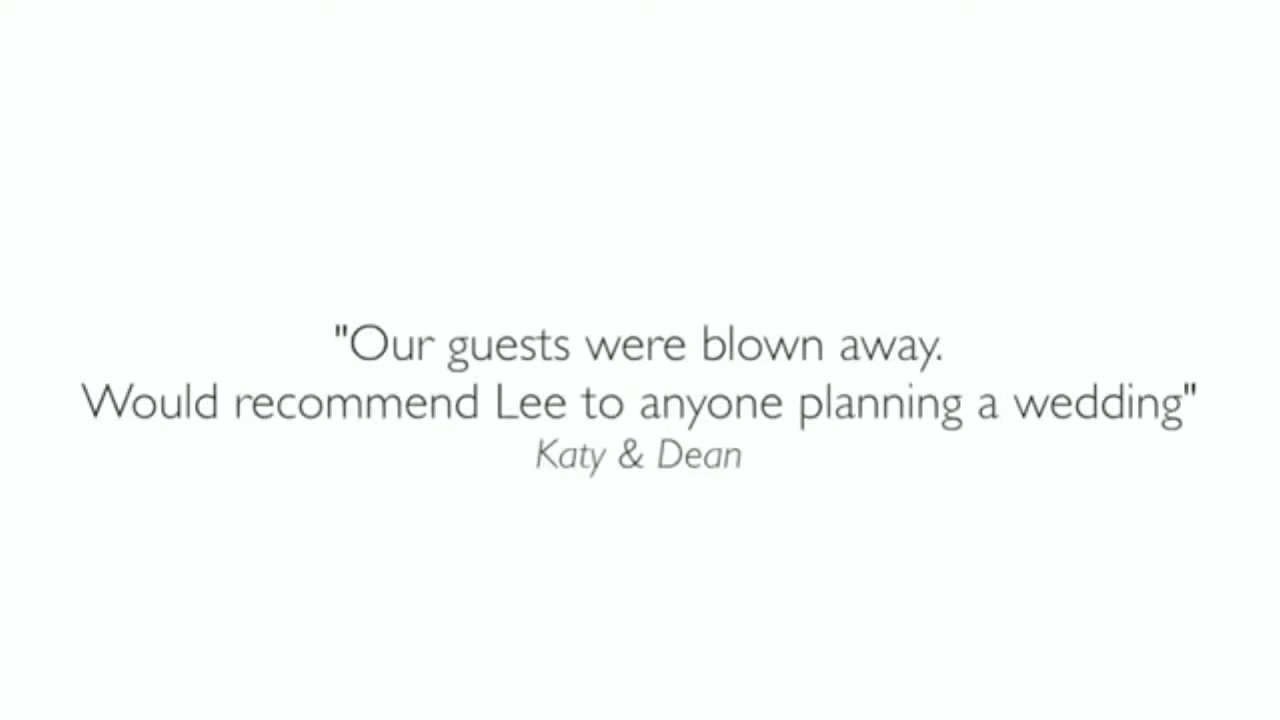 "Our guests were blown away.
Would recommend Lee to anyone planning a wedding"
Katy & Dean